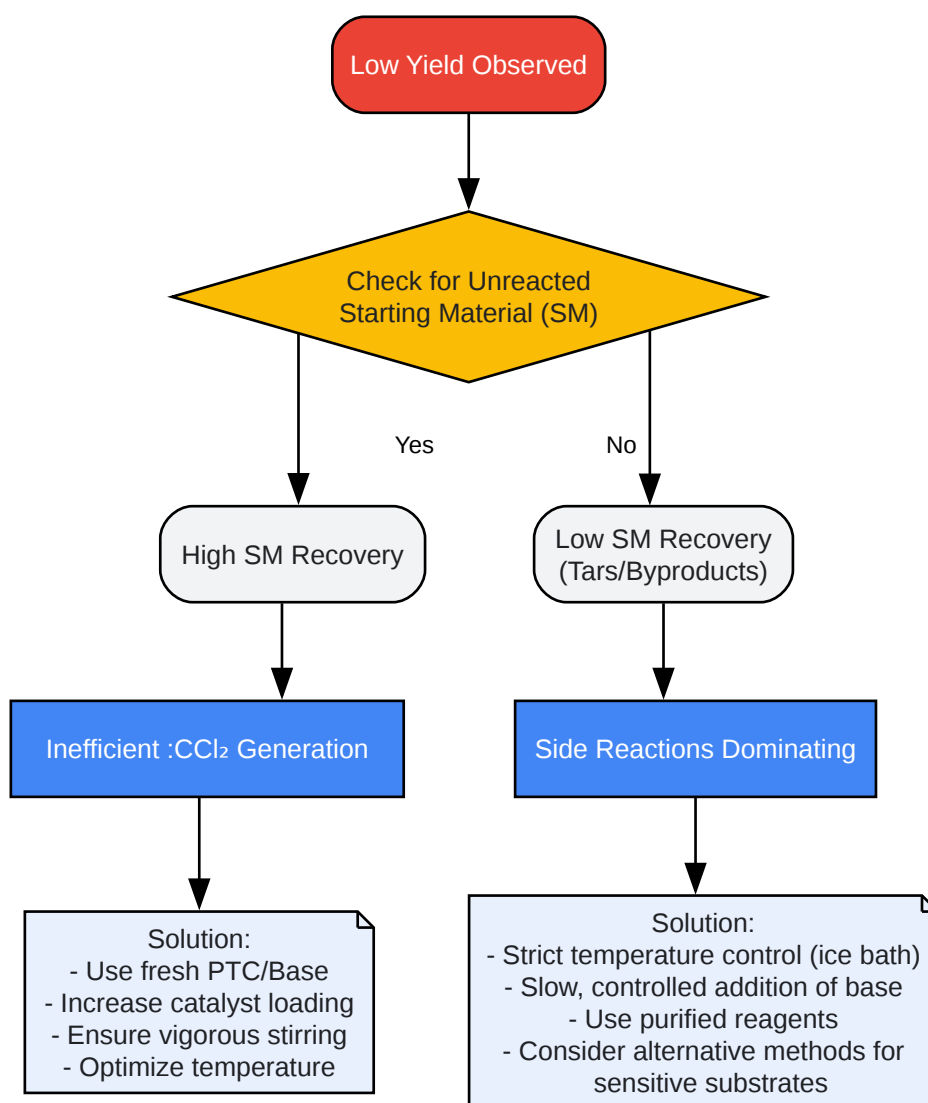 Low Yield Observed
Check for Unreacted
Starting Material (SM)
Yes
No
High SM Recovery
Low SM Recovery
(Tars/Byproducts)
Inefficient :CCl₂ Generation
Side Reactions Dominating
Solution:
- Use fresh PTC/Base
- Increase catalyst loading
- Ensure vigorous stirring
- Optimize temperature
Solution:
- Strict temperature control (ice bath)
- Slow, controlled addition of base
- Use purified reagents
- Consider alternative methods for
sensitive substrates